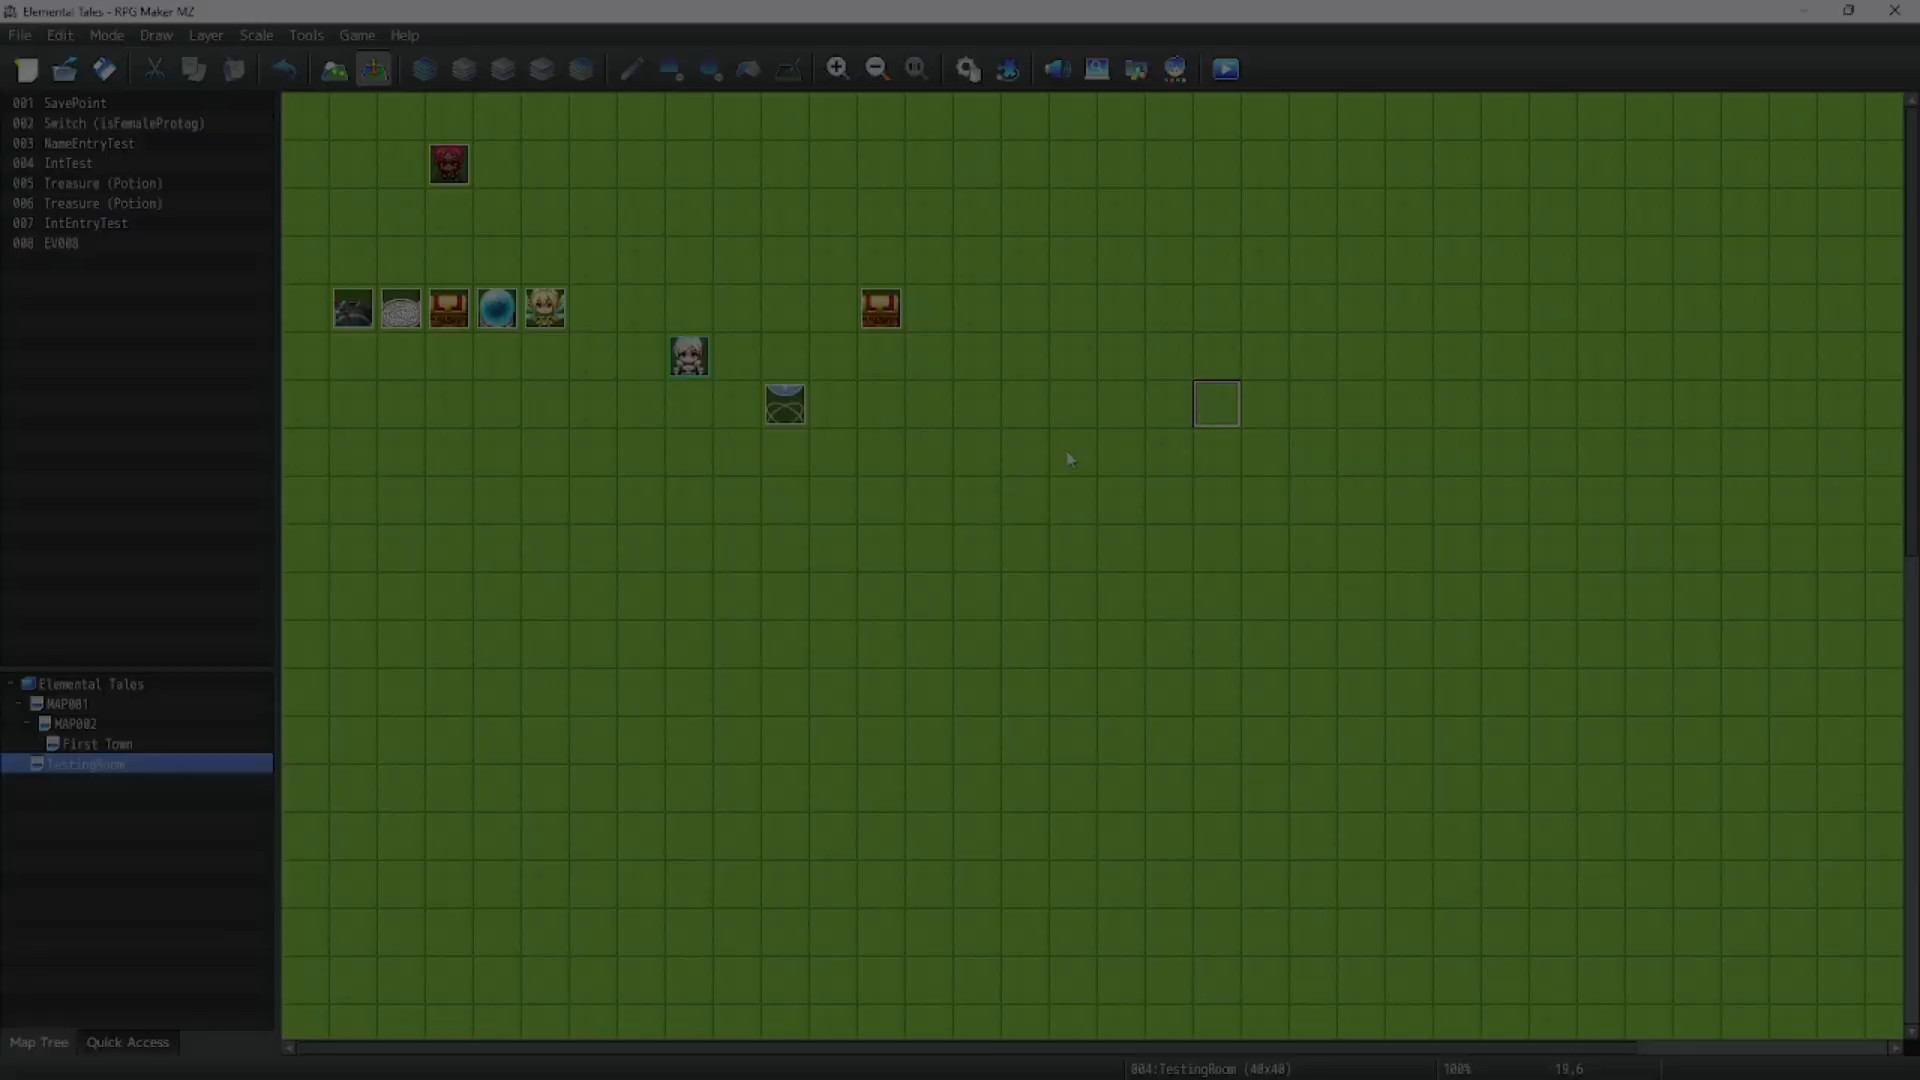 Elemental Tales - RPG Maker MZ
File Edit Mode Draw Layer Scale Tools Game Help
001 SavePoint
002 Switch (isFemaleProtag)
003 NameEntryTest
004 IntTest
005 Treasure (Potion)
006 Treasure (Potion)
007 IntEntryTest
008 EV008
Elemental Tales
MAP001
MAP002
First Town
TestingRoom
Map Tree Quick Access
004:TestingRoom (40x40) 100% 19,6